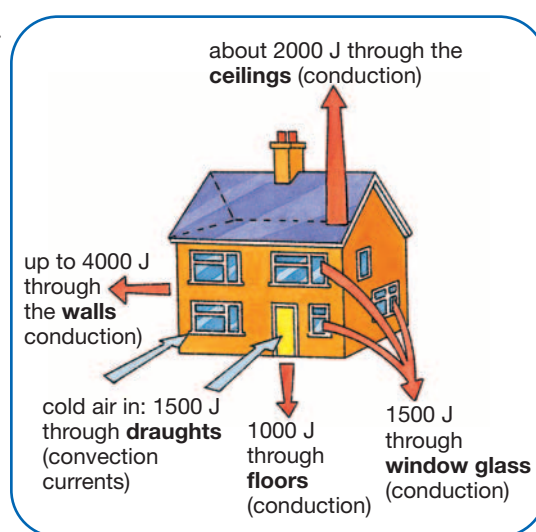 about 2000 J through the
ceilings (conduction)
up to 4000 J
through
the walls
conduction)
cold air in: 1500 J
through draughts
(convection
currents)
1000 J
through
floors
(conduction)
1500 J
through
window glass
(conduction)